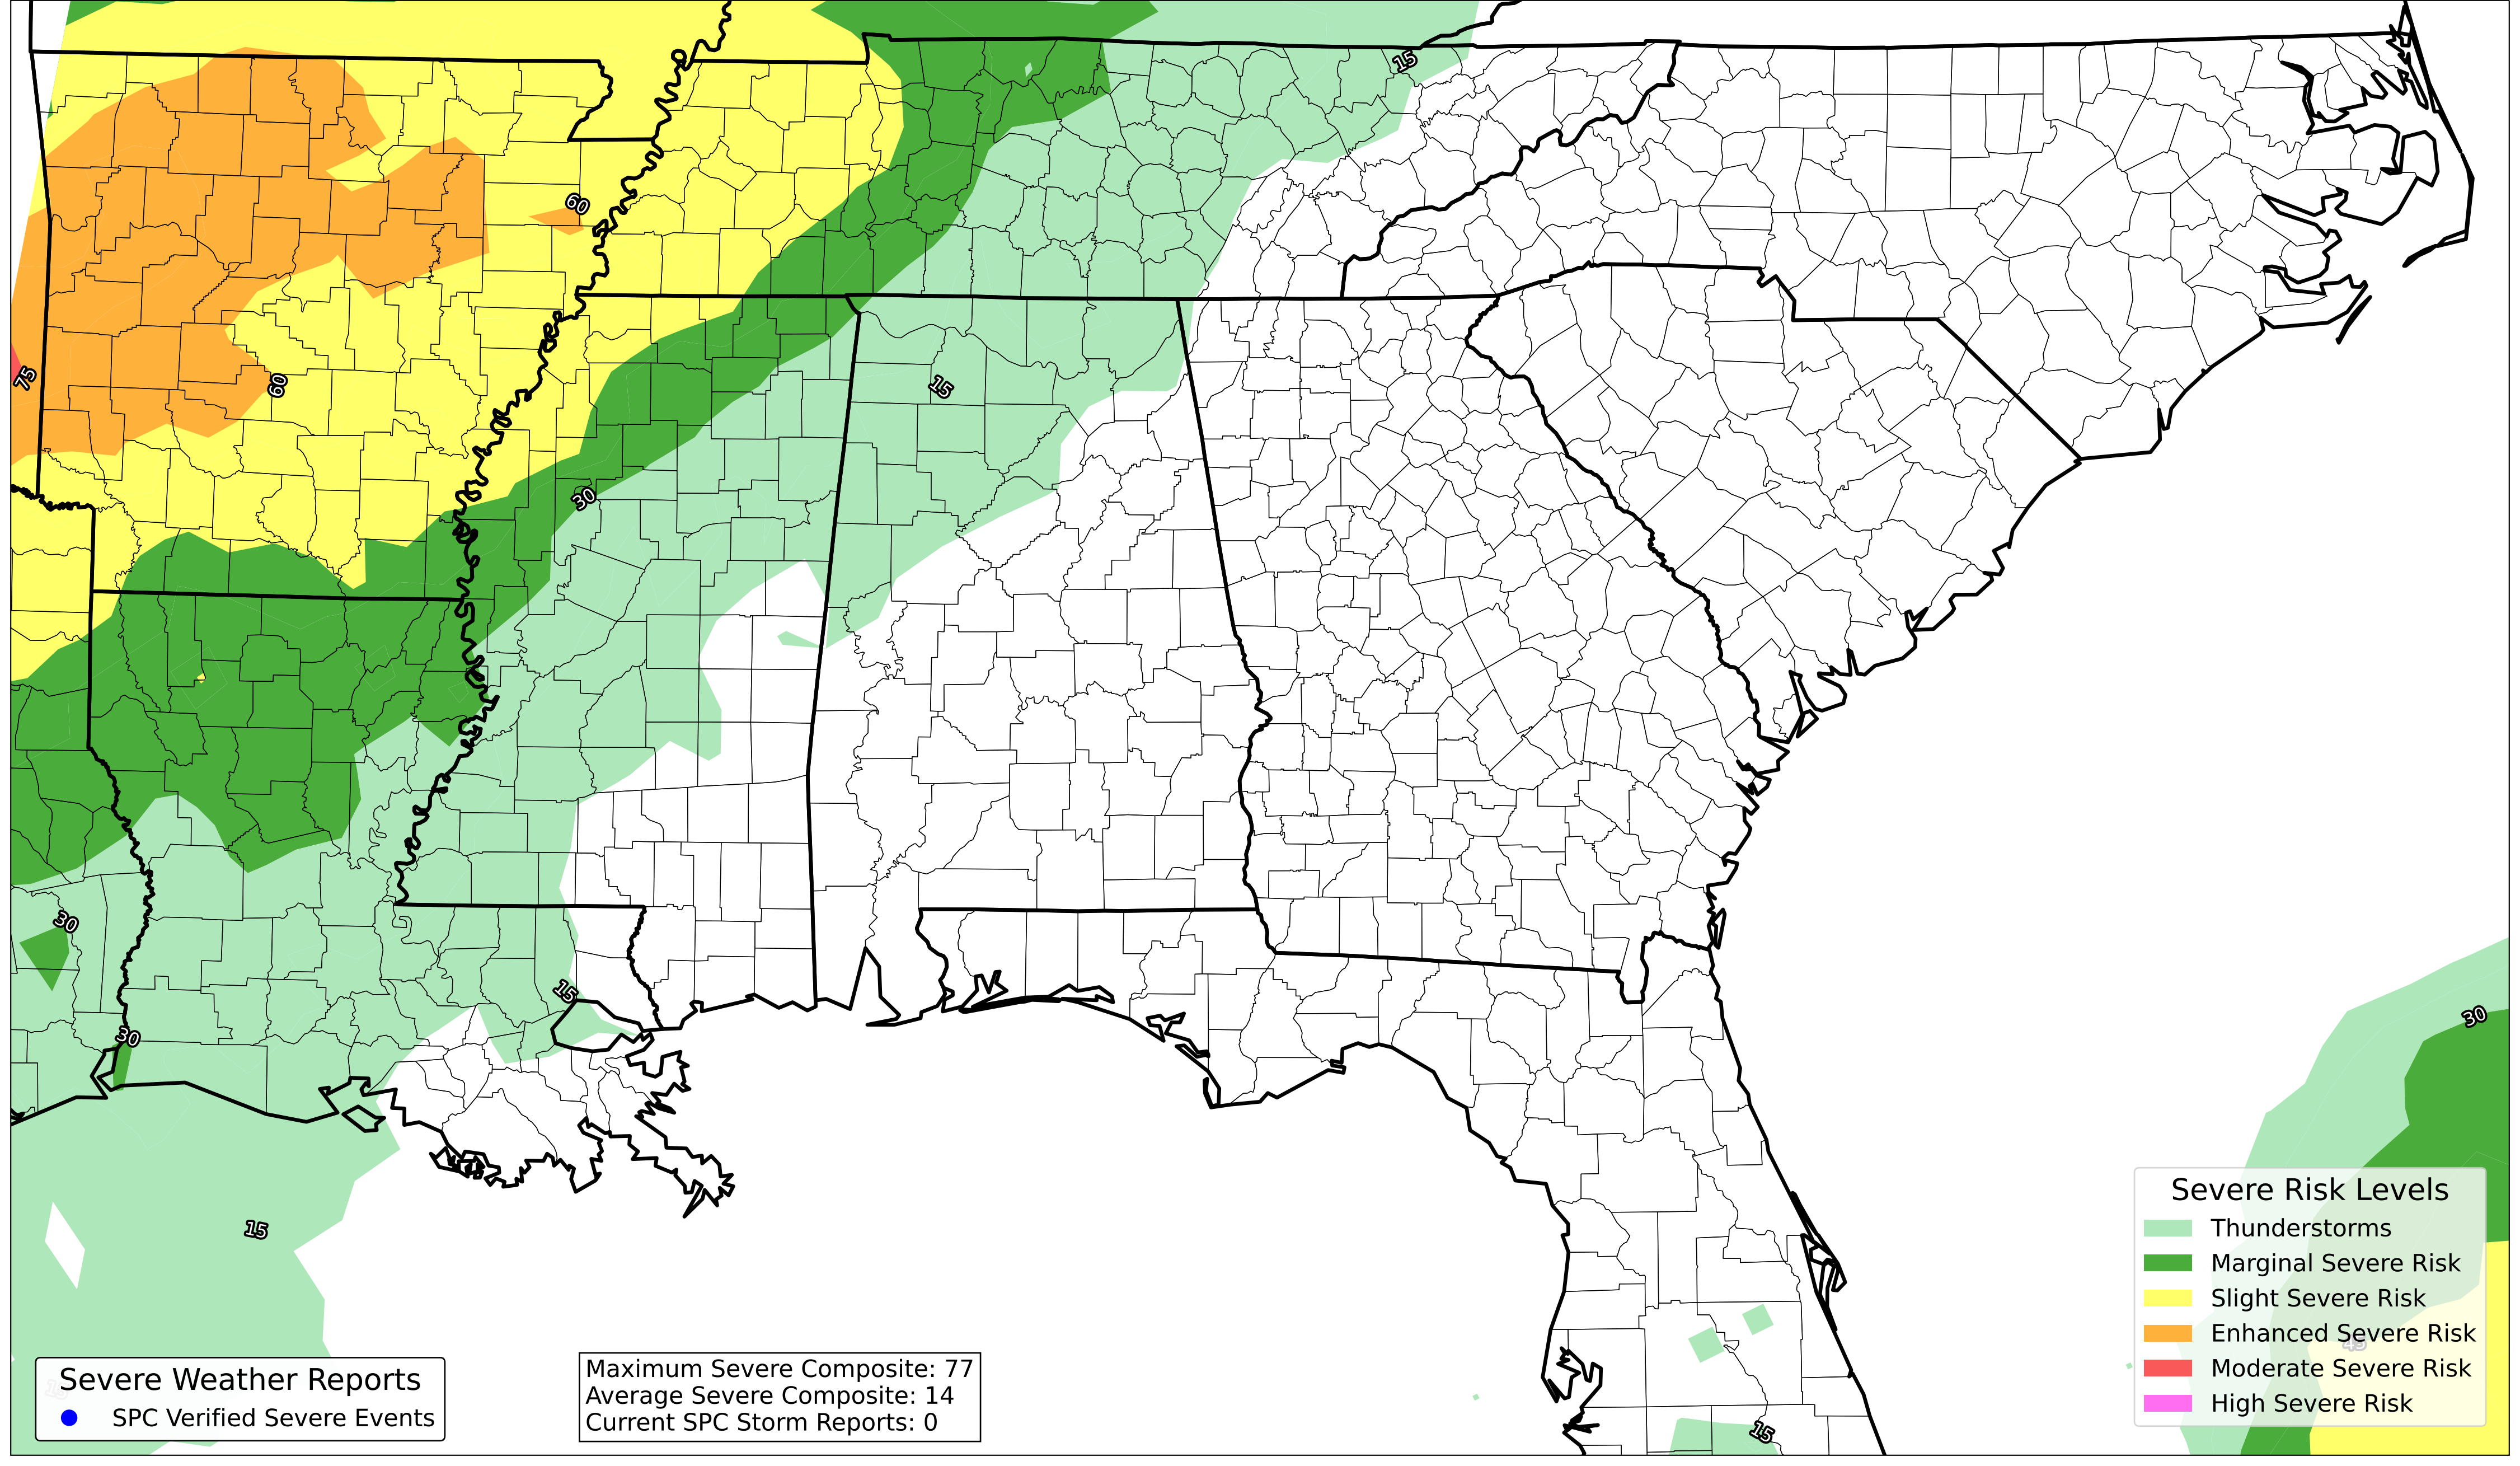 15
60
15
75
60
30
30
15
30
30
15
Severe Risk Levels
Thunderstorms
Marginal Severe Risk
Slight Severe Risk
Enhanced Severe Risk
Moderate Severe Risk
High Severe Risk
45
15
Severe Weather Reports
SPC Verified Severe Events
Maximum Severe Composite: 77
Average Severe Composite: 14
Current SPC Storm Reports: 0
15